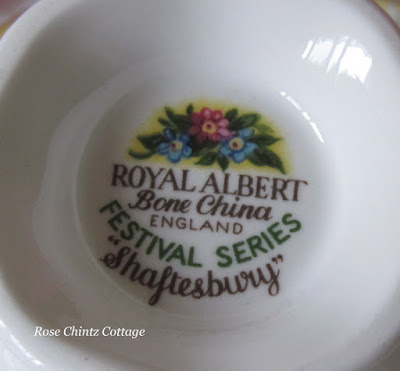 ROYAL ALBERT
Bone China
ENGLAND
FESTIVAL SERIES
"Shaftesbury"
Rose Chintz Cottage